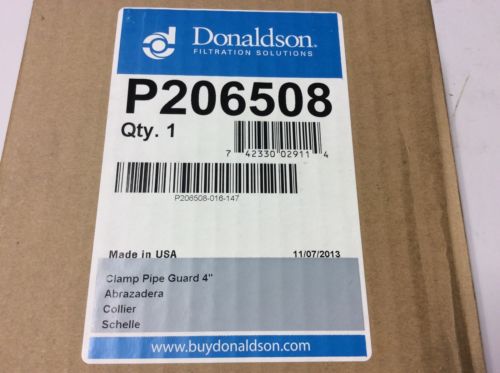 Donaldson®
FILTRATION SOLUTIONS
P206508
Qty. 1
7 42330 02911 4
P206508-016-147
Made in USA 11/07/2013
Clamp Pipe Guard 4"
Abrazadera
Collier
Schelle
www.buydonaldson.com